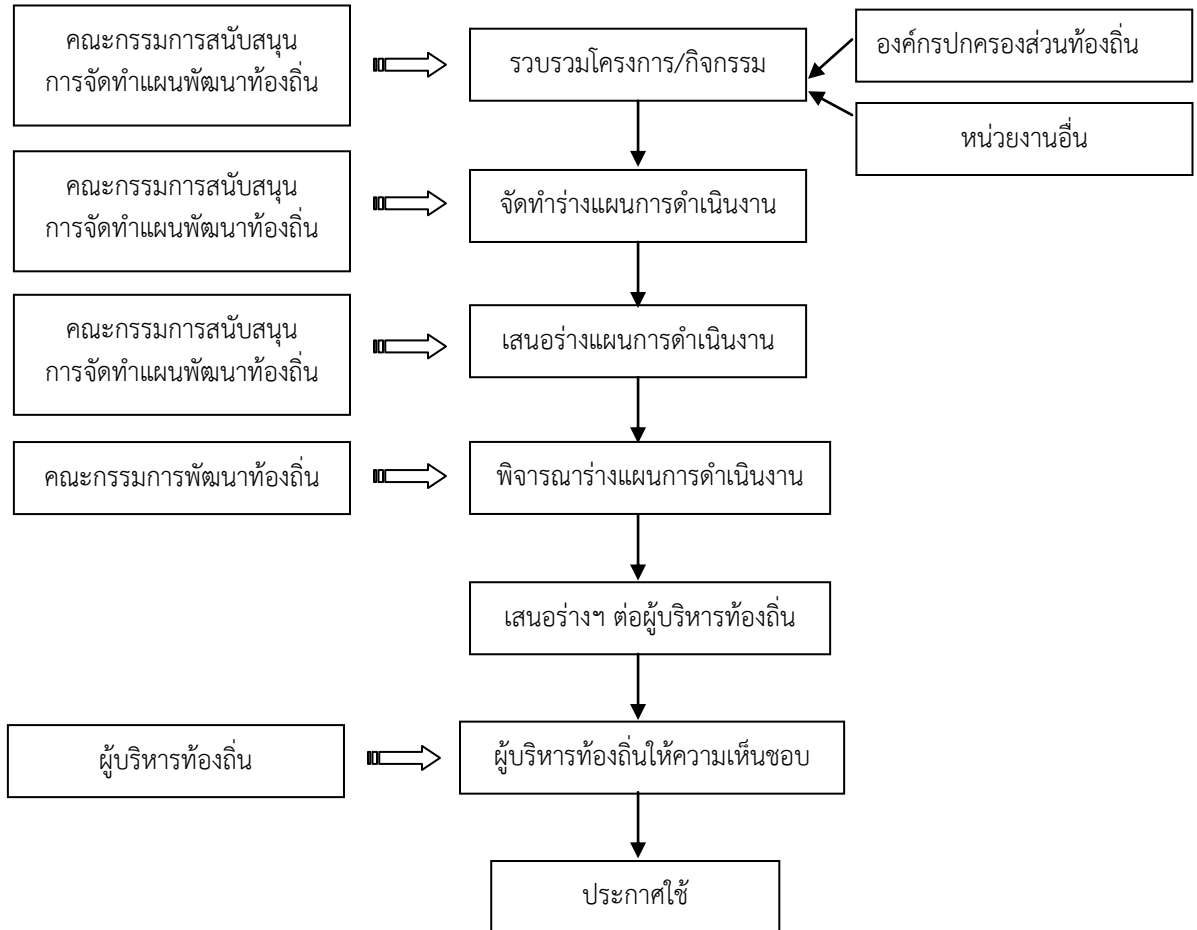 คณะกรรมการสนับสนุน
การจัดทำแผนพัฒนาท้องถิ่น
รวบรวมโครงการ/กิจกรรม
องค์กรปกครองส่วนท้องถิ่น
หน่วยงานอื่น
คณะกรรมการสนับสนุน
การจัดทำแผนพัฒนาท้องถิ่น
จัดทำร่างแผนการดำเนินงาน
คณะกรรมการสนับสนุน
การจัดทำแผนพัฒนาท้องถิ่น
เสนอร่างแผนการดำเนินงาน
คณะกรรมการพัฒนาท้องถิ่น
พิจารณาร่างแผนการดำเนินงาน
เสนอร่างฯ ต่อผู้บริหารท้องถิ่น
ผู้บริหารท้องถิ่น
ผู้บริหารท้องถิ่นให้ความเห็นชอบ
ประกาศใช้